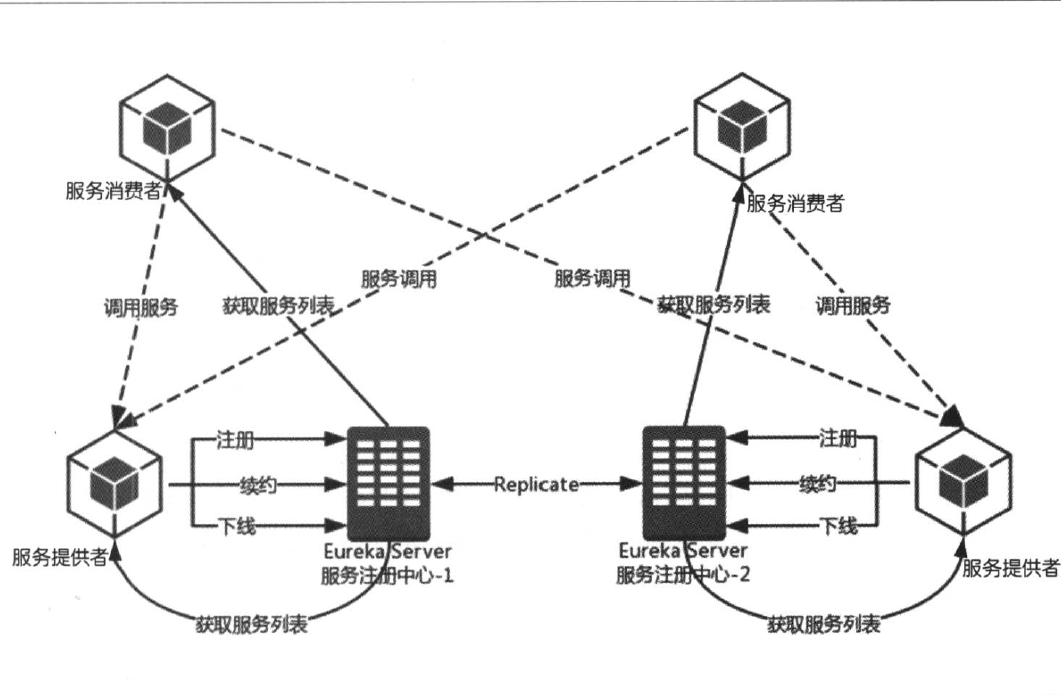 服务消费者
服务消费者
服务调用
服务调用
调用服务
获取服务列表
获取服务列表
调用服务
注册
注册
续约
Replicate
续约
下线
下线
Eureka Server
服务注册中心-1
Eureka Server
服务注册中心-2
服务提供者
服务提供者
获取服务列表
获取服务列表